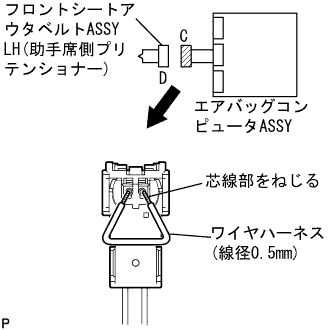 フロントシートア
ウタベルトASSY
LH(助手席側プリ
テンショナー)
C
D
エアバッグコン
ピュータASSY
芯線部をねじる
ワイヤハーネス
(線径0.5mm)
P